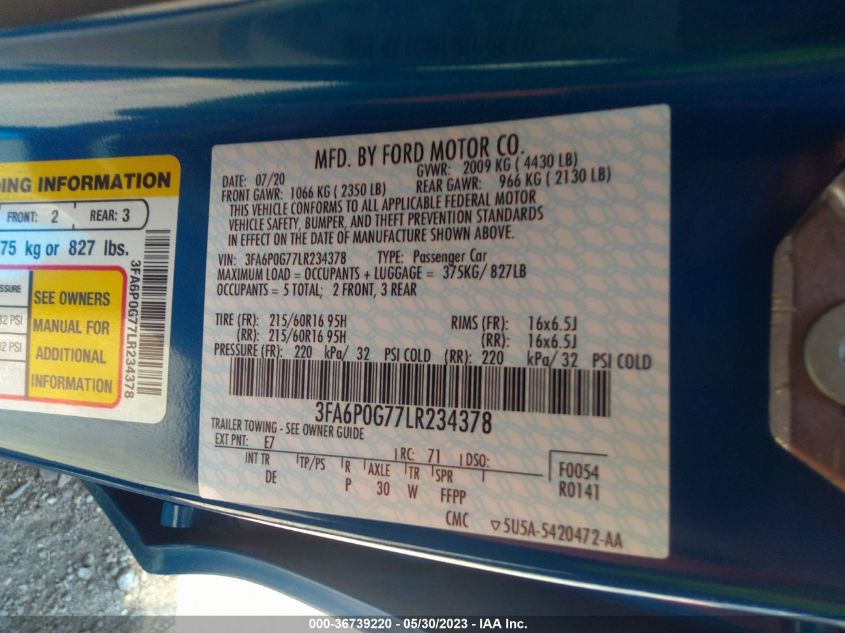 MFD. BY FORD MOTOR CO.
DATE: 07/20 GVWR: 2009 KG ( 4430 LB)
FRONT GAWR: 1066 KG ( 2350 LB) REAR GAWR: 966 KG ( 2130 LB)
THIS VEHICLE CONFORMS TO ALL APPLICABLE FEDERAL MOTOR
VEHICLE SAFETY, BUMPER, AND THEFT PREVENTION STANDARDS
IN EFFECT ON THE DATE OF MANUFACTURE SHOWN ABOVE.
VIN: 3FA6P0G77LR234378 TYPE: Passenger Car
MAXIMUM LOAD = OCCUPANTS + LUGGAGE = 375KG/ 827LB
OCCUPANTS = 5 TOTAL; 2 FRONT, 3 REAR
TIRE (FR): 215/60R16 95H RIMS (FR): 16x6.5J
(RR): 215/60R16 95H (RR): 16x6.5J
PRESSURE (FR): 220 kPa/ 32 PSI COLD (RR): 220 kPa/ 32 PSI COLD
3FA6P0G77LR234378
TRAILER TOWING - SEE OWNER GUIDE
EXT PNT: E7 RC: 71 DSO:
INT TR TP/PS R AXLE TR SPR F0054
DE P 30 W FFPP R0141
CMC 5U5A-5420472-AA
ING INFORMATION
FRONT: 2 REAR: 3
75 kg or 827 lbs.
SSURE SEE OWNERS
32 PSI MANUAL FOR
32 PSI ADDITIONAL
INFORMATION
3FA6P0G77LR234378
000-36739220 - 05/30/2023 - IAA Inc.